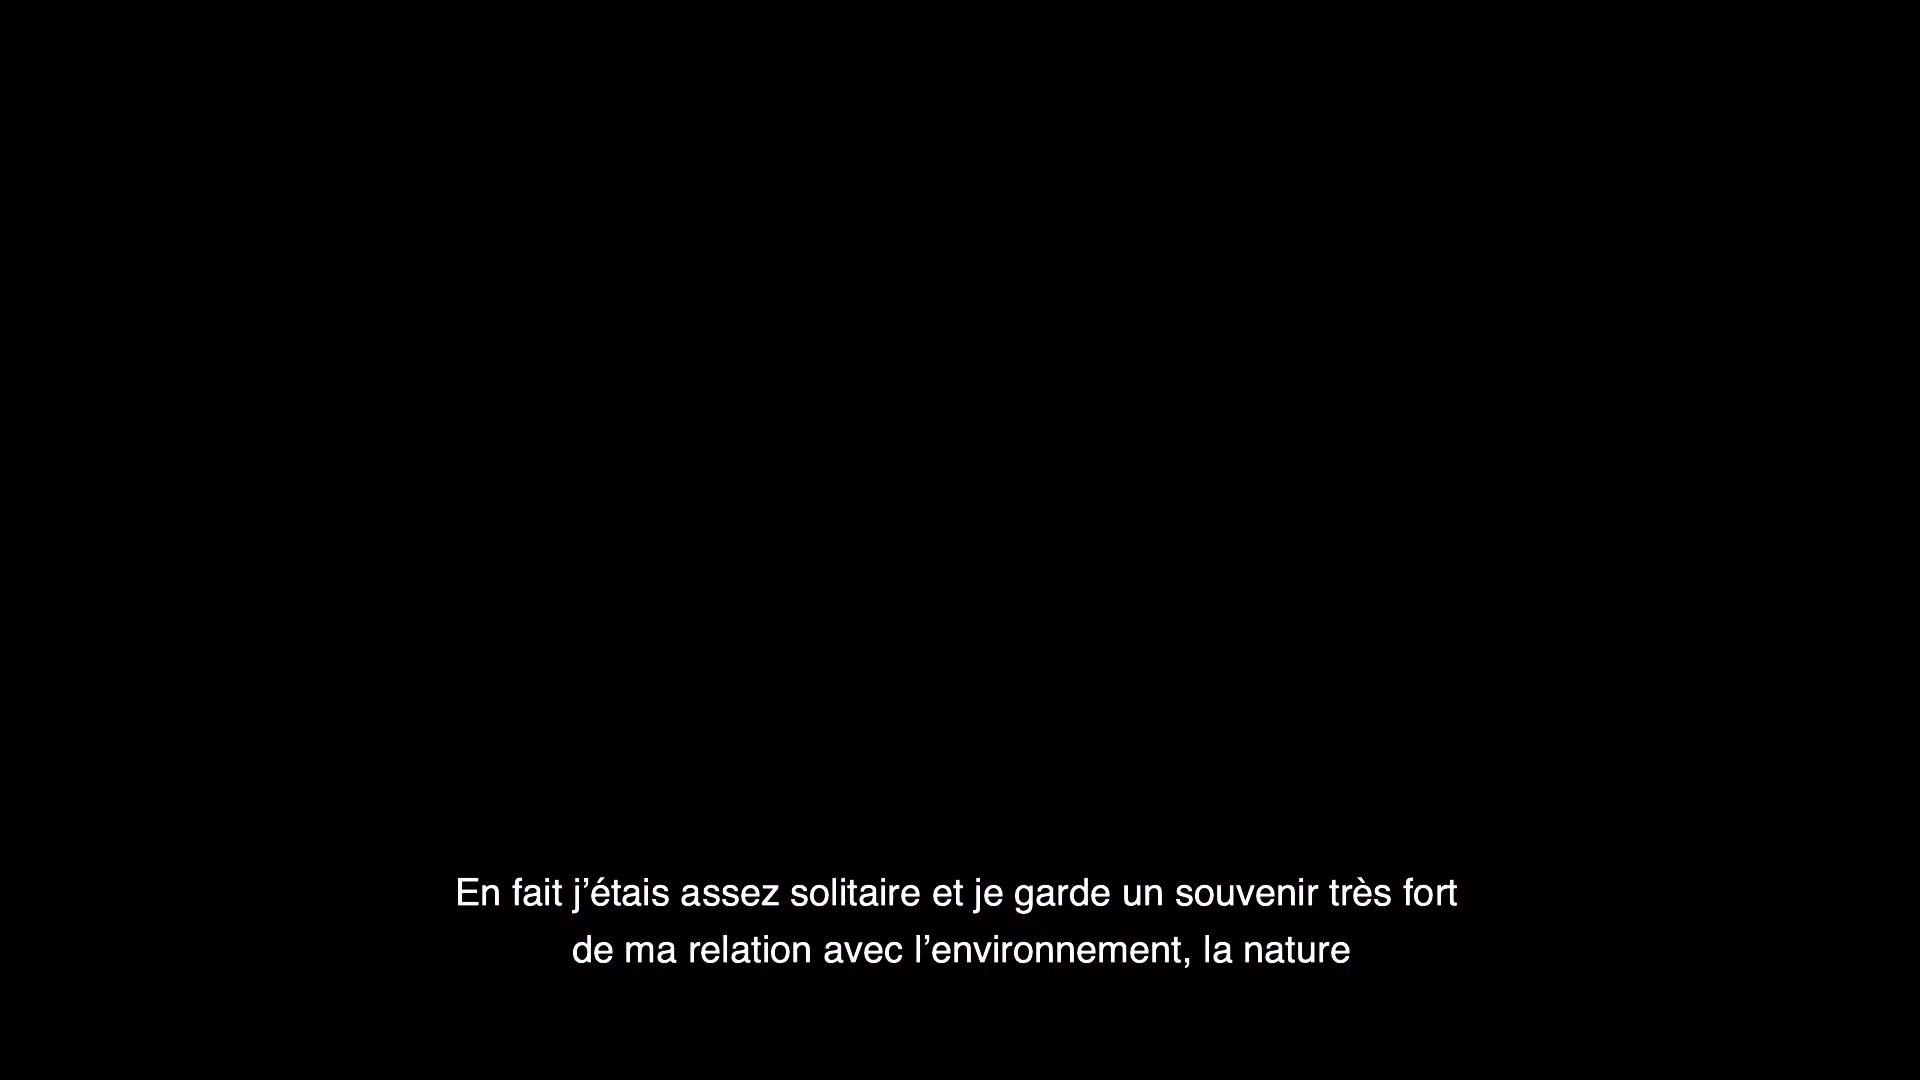 En fait j’étais assez solitaire et je garde un souvenir très fort
de ma relation avec l’environnement, la nature